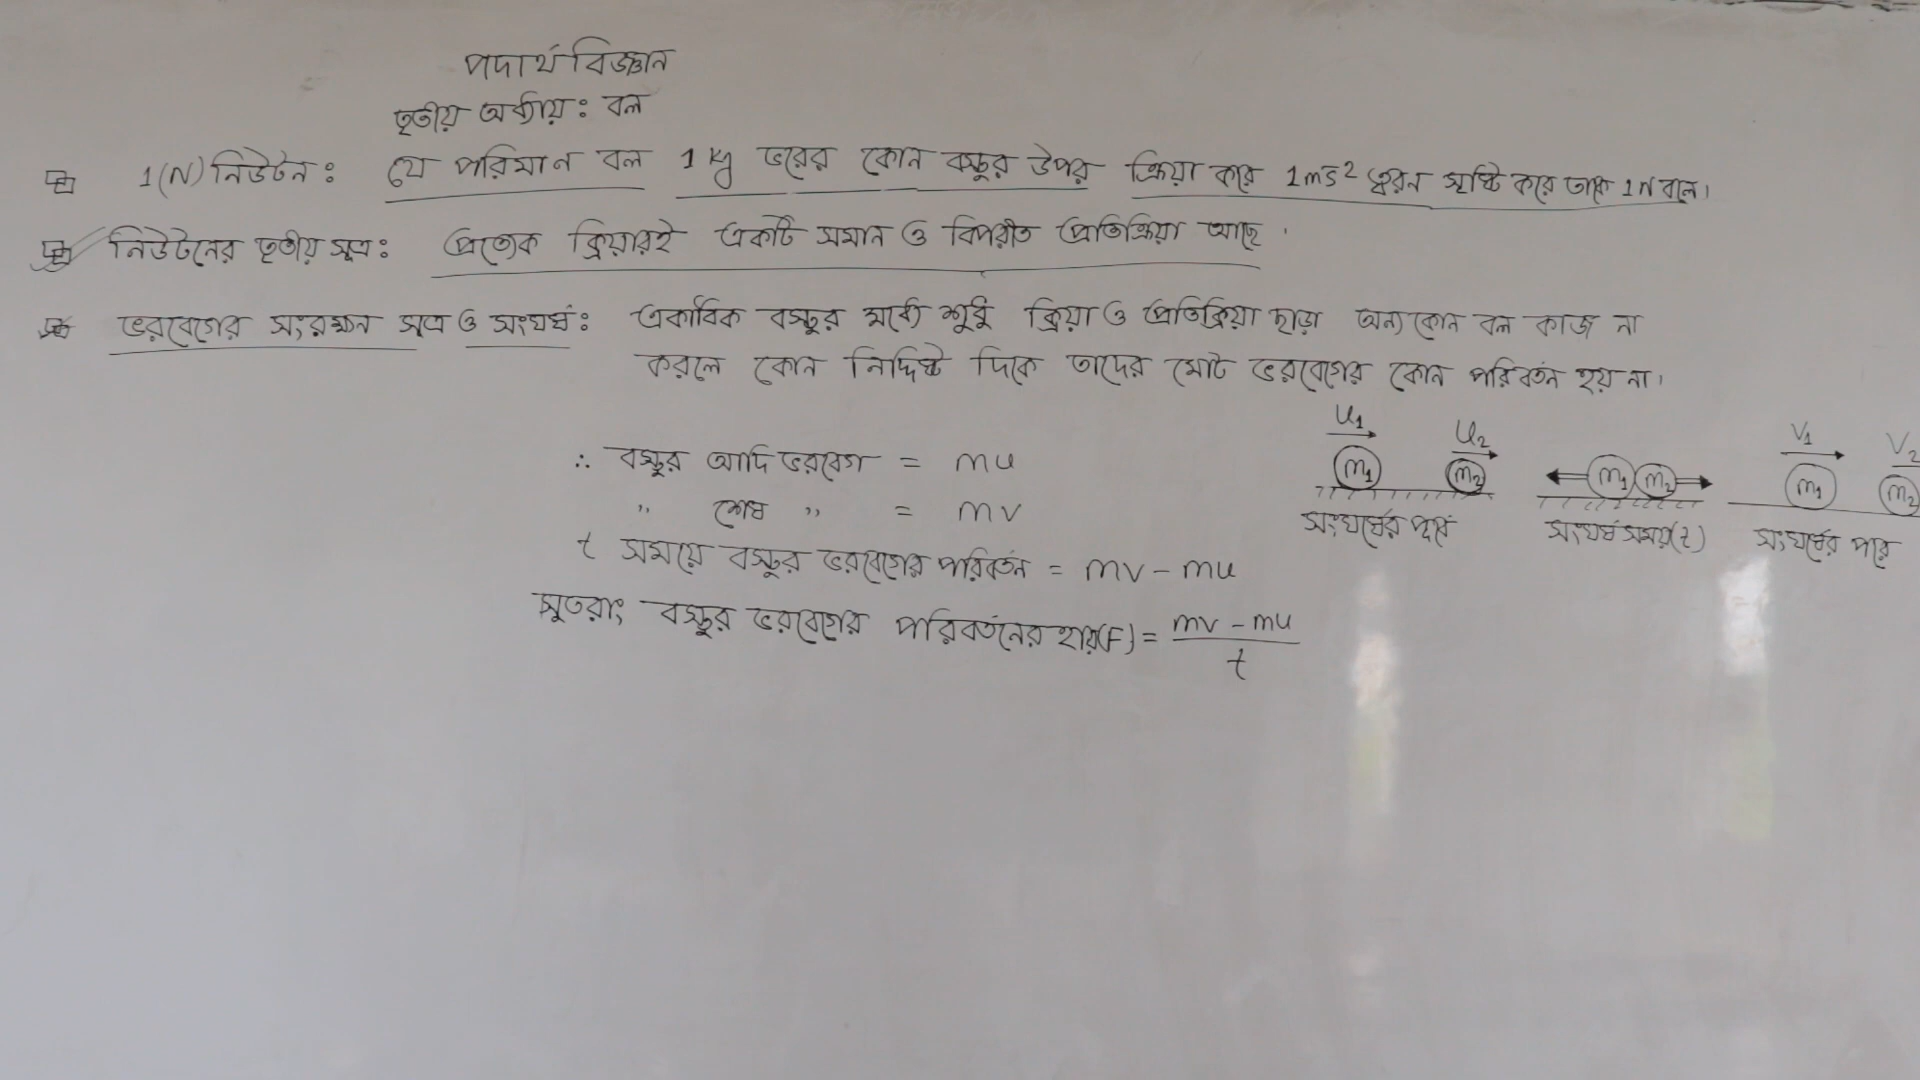 পদার্থ বিজ্ঞান
তৃতীয় অধ্যায়ঃ বল
1(N) নিউটনঃ যে পরিমান বল 1 kg ভরের কোন বস্তুর উপর ক্রিয়া করে 1ms² ত্বরন সৃষ্টি করে তাকে 1N বলে।
নিউটনের তৃতীয় সূত্রঃ প্রত্যেক ক্রিয়ারই একটি সমান ও বিপরীত প্রতিক্রিয়া আছে।
ভরবেগের সংরক্ষন সূত্র ও সংঘর্ষঃ একাধিক বস্তুর মধ্যে শুধু ক্রিয়া ও প্রতিক্রিয়া ছাড়া অন্য কোন বল কাজ না
করলে কোন নির্দিষ্ট দিকে তাদের মোট ভরবেগের কোন পরিবর্তন হয় না।
∴ বস্তুর আদি ভরবেগ = mu
" শেষ " = mv
t সময়ে বস্তুর ভরবেগের পরিবর্তন = mv - mu
সুতরাং বস্তুর ভরবেগের পরিবর্তনের হার(F) = mv - mu / t
u₁ u₂ v₁ v₂
m₁ m₂ m₁ m₂ m₁ m₂
সংঘর্ষের পূর্বে সংঘর্ষ সময়(t) সংঘর্ষের পরে